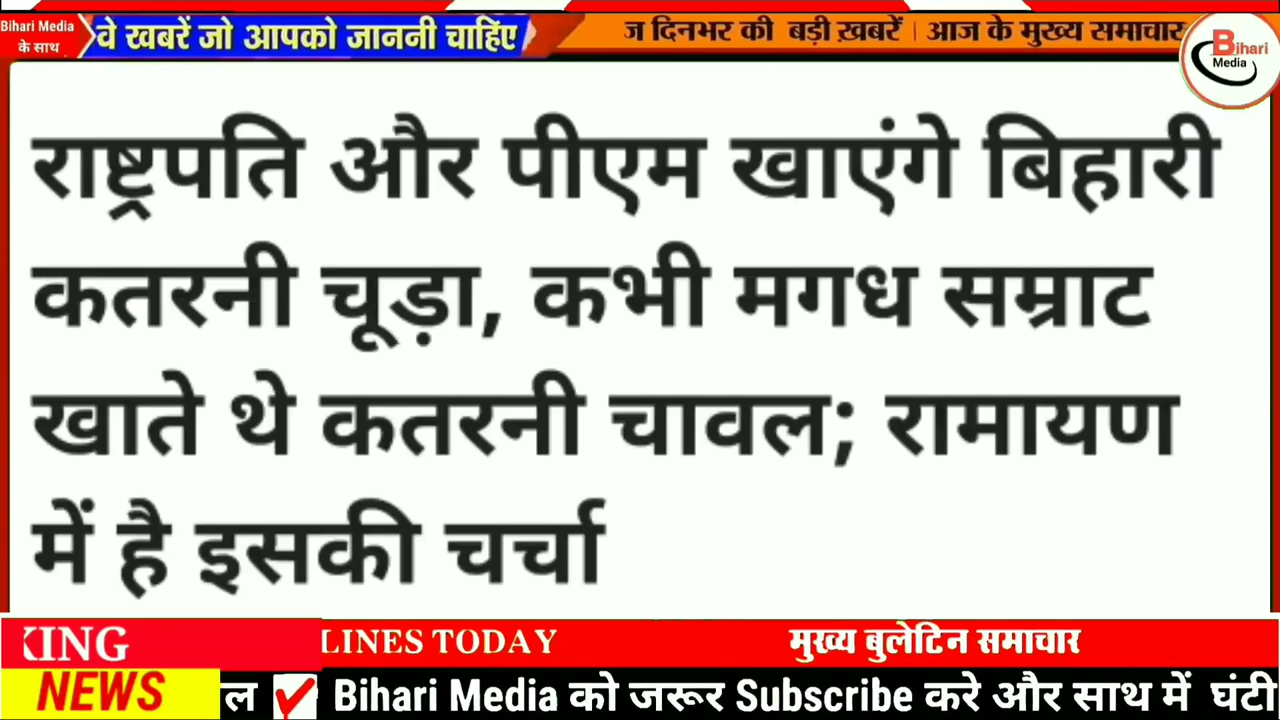 Bihari Media
के साथ
वे खबरें जो आपको जाननी चाहिए
ज दिनभर की बड़ी ख़बरें | आज के मुख्य समाचार
Bihari
Media
राष्ट्रपति और पीएम खाएंगे बिहारी
कतरनी चूड़ा, कभी मगध सम्राट
खाते थे कतरनी चावल; रामायण
में है इसकी चर्चा
KING
LINES TODAY
मुख्य बुलेटिन समाचार
NEWS
ल ✔ Bihari Media को जरूर Subscribe करे और साथ में घंटी